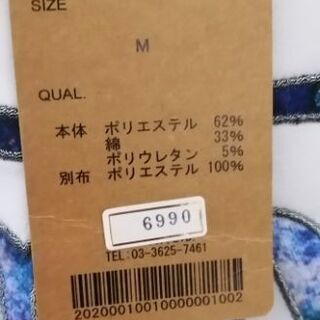 SIZE
M
QUAL.
本体 ポリエステル 62%
綿 33%
ポリウレタン 5%
別布 ポリエステル 100%
6990
TEL:03-3625-7461
20200010010000001002